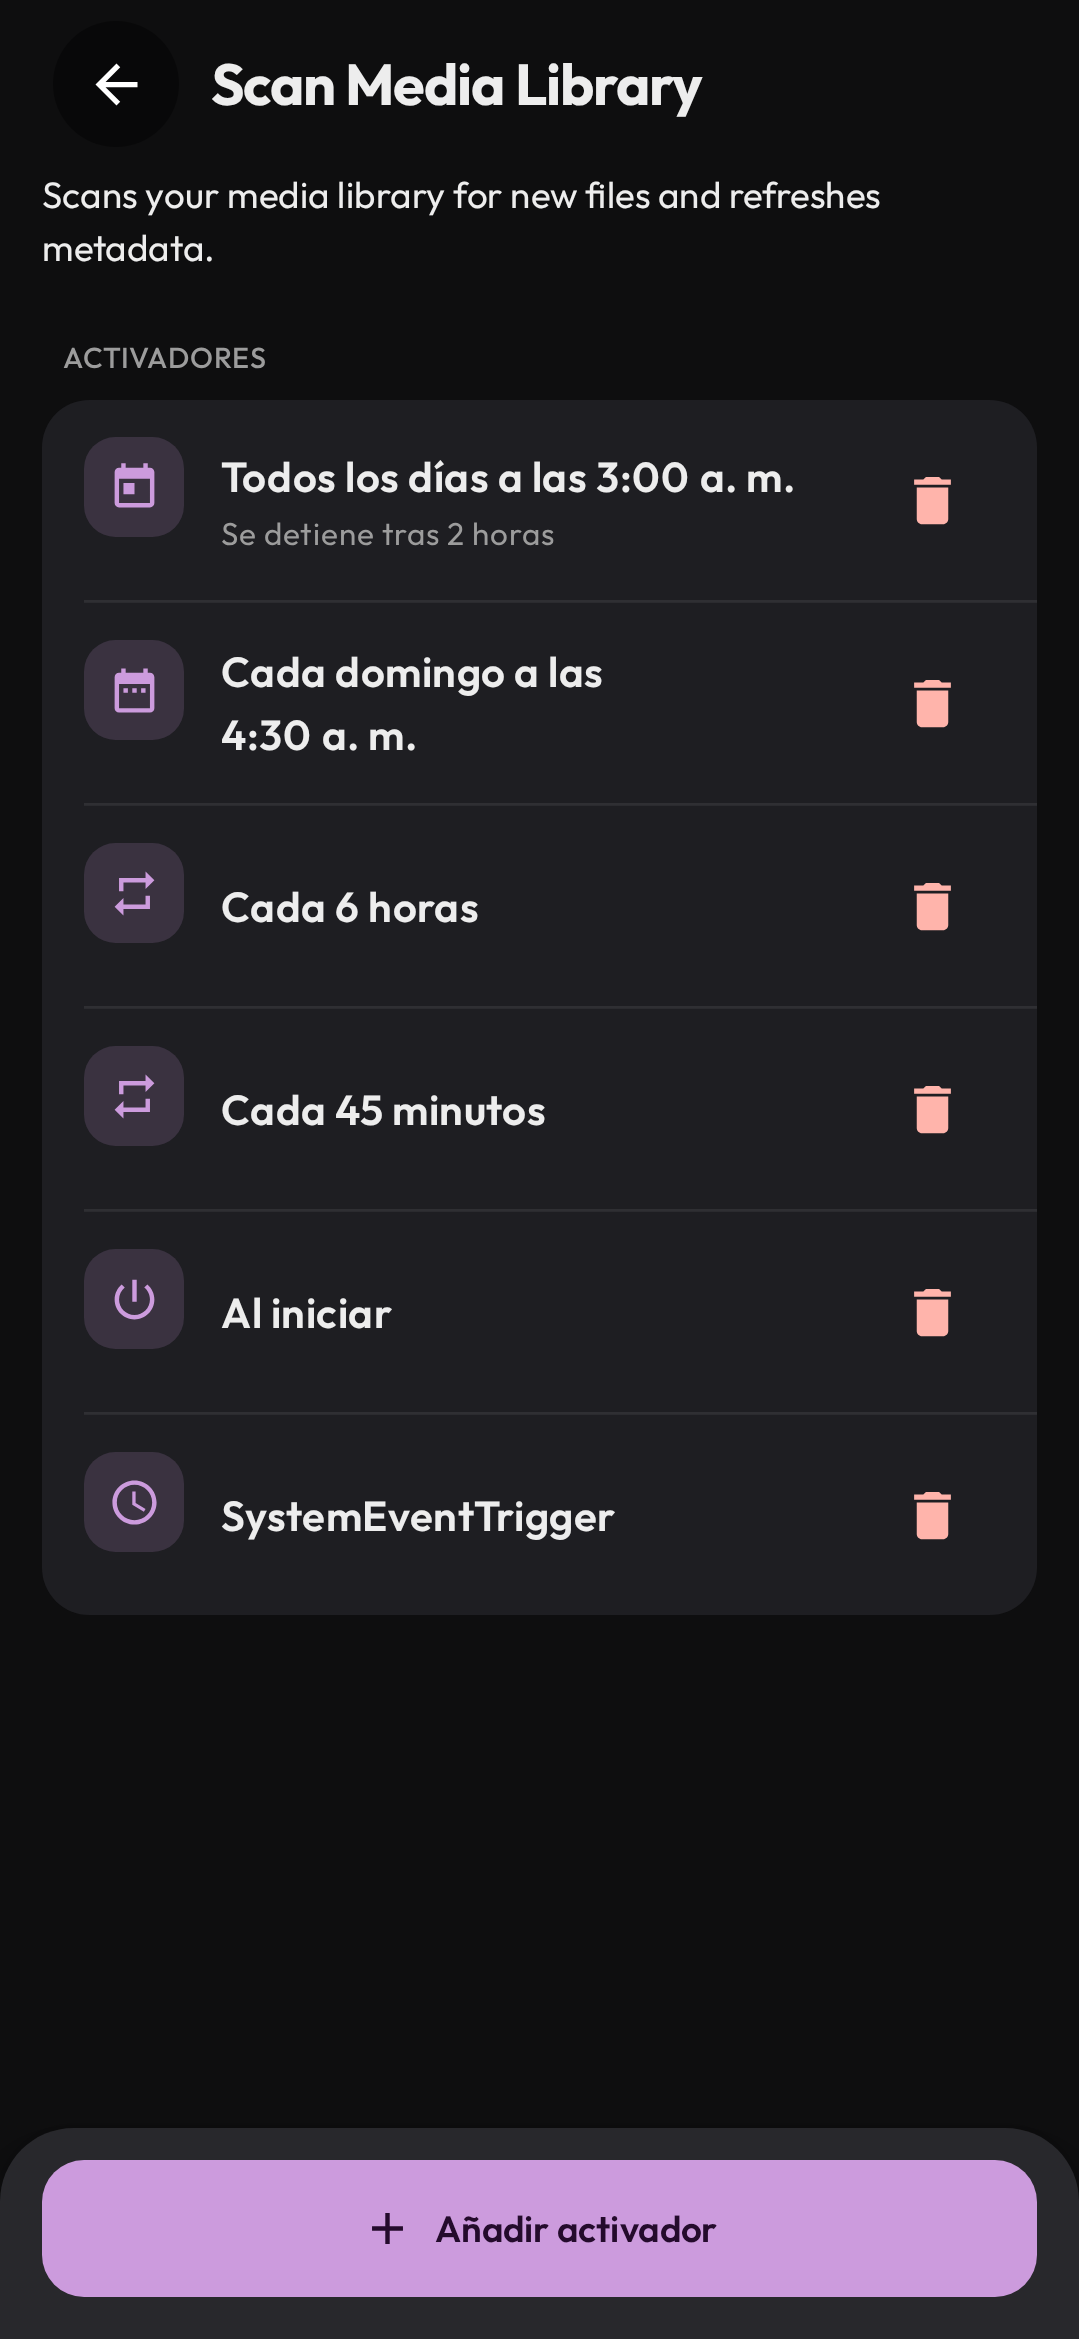 Scan Media Library
Scans your media library for new files and refreshes
metadata.
ACTIVADORES
Todos los días a las 3:00 a. m.
Se detiene tras 2 horas
Cada domingo a las
4:30 a. m.
Cada 6 horas
Cada 45 minutos
Al iniciar
SystemEventTrigger
Añadir activador